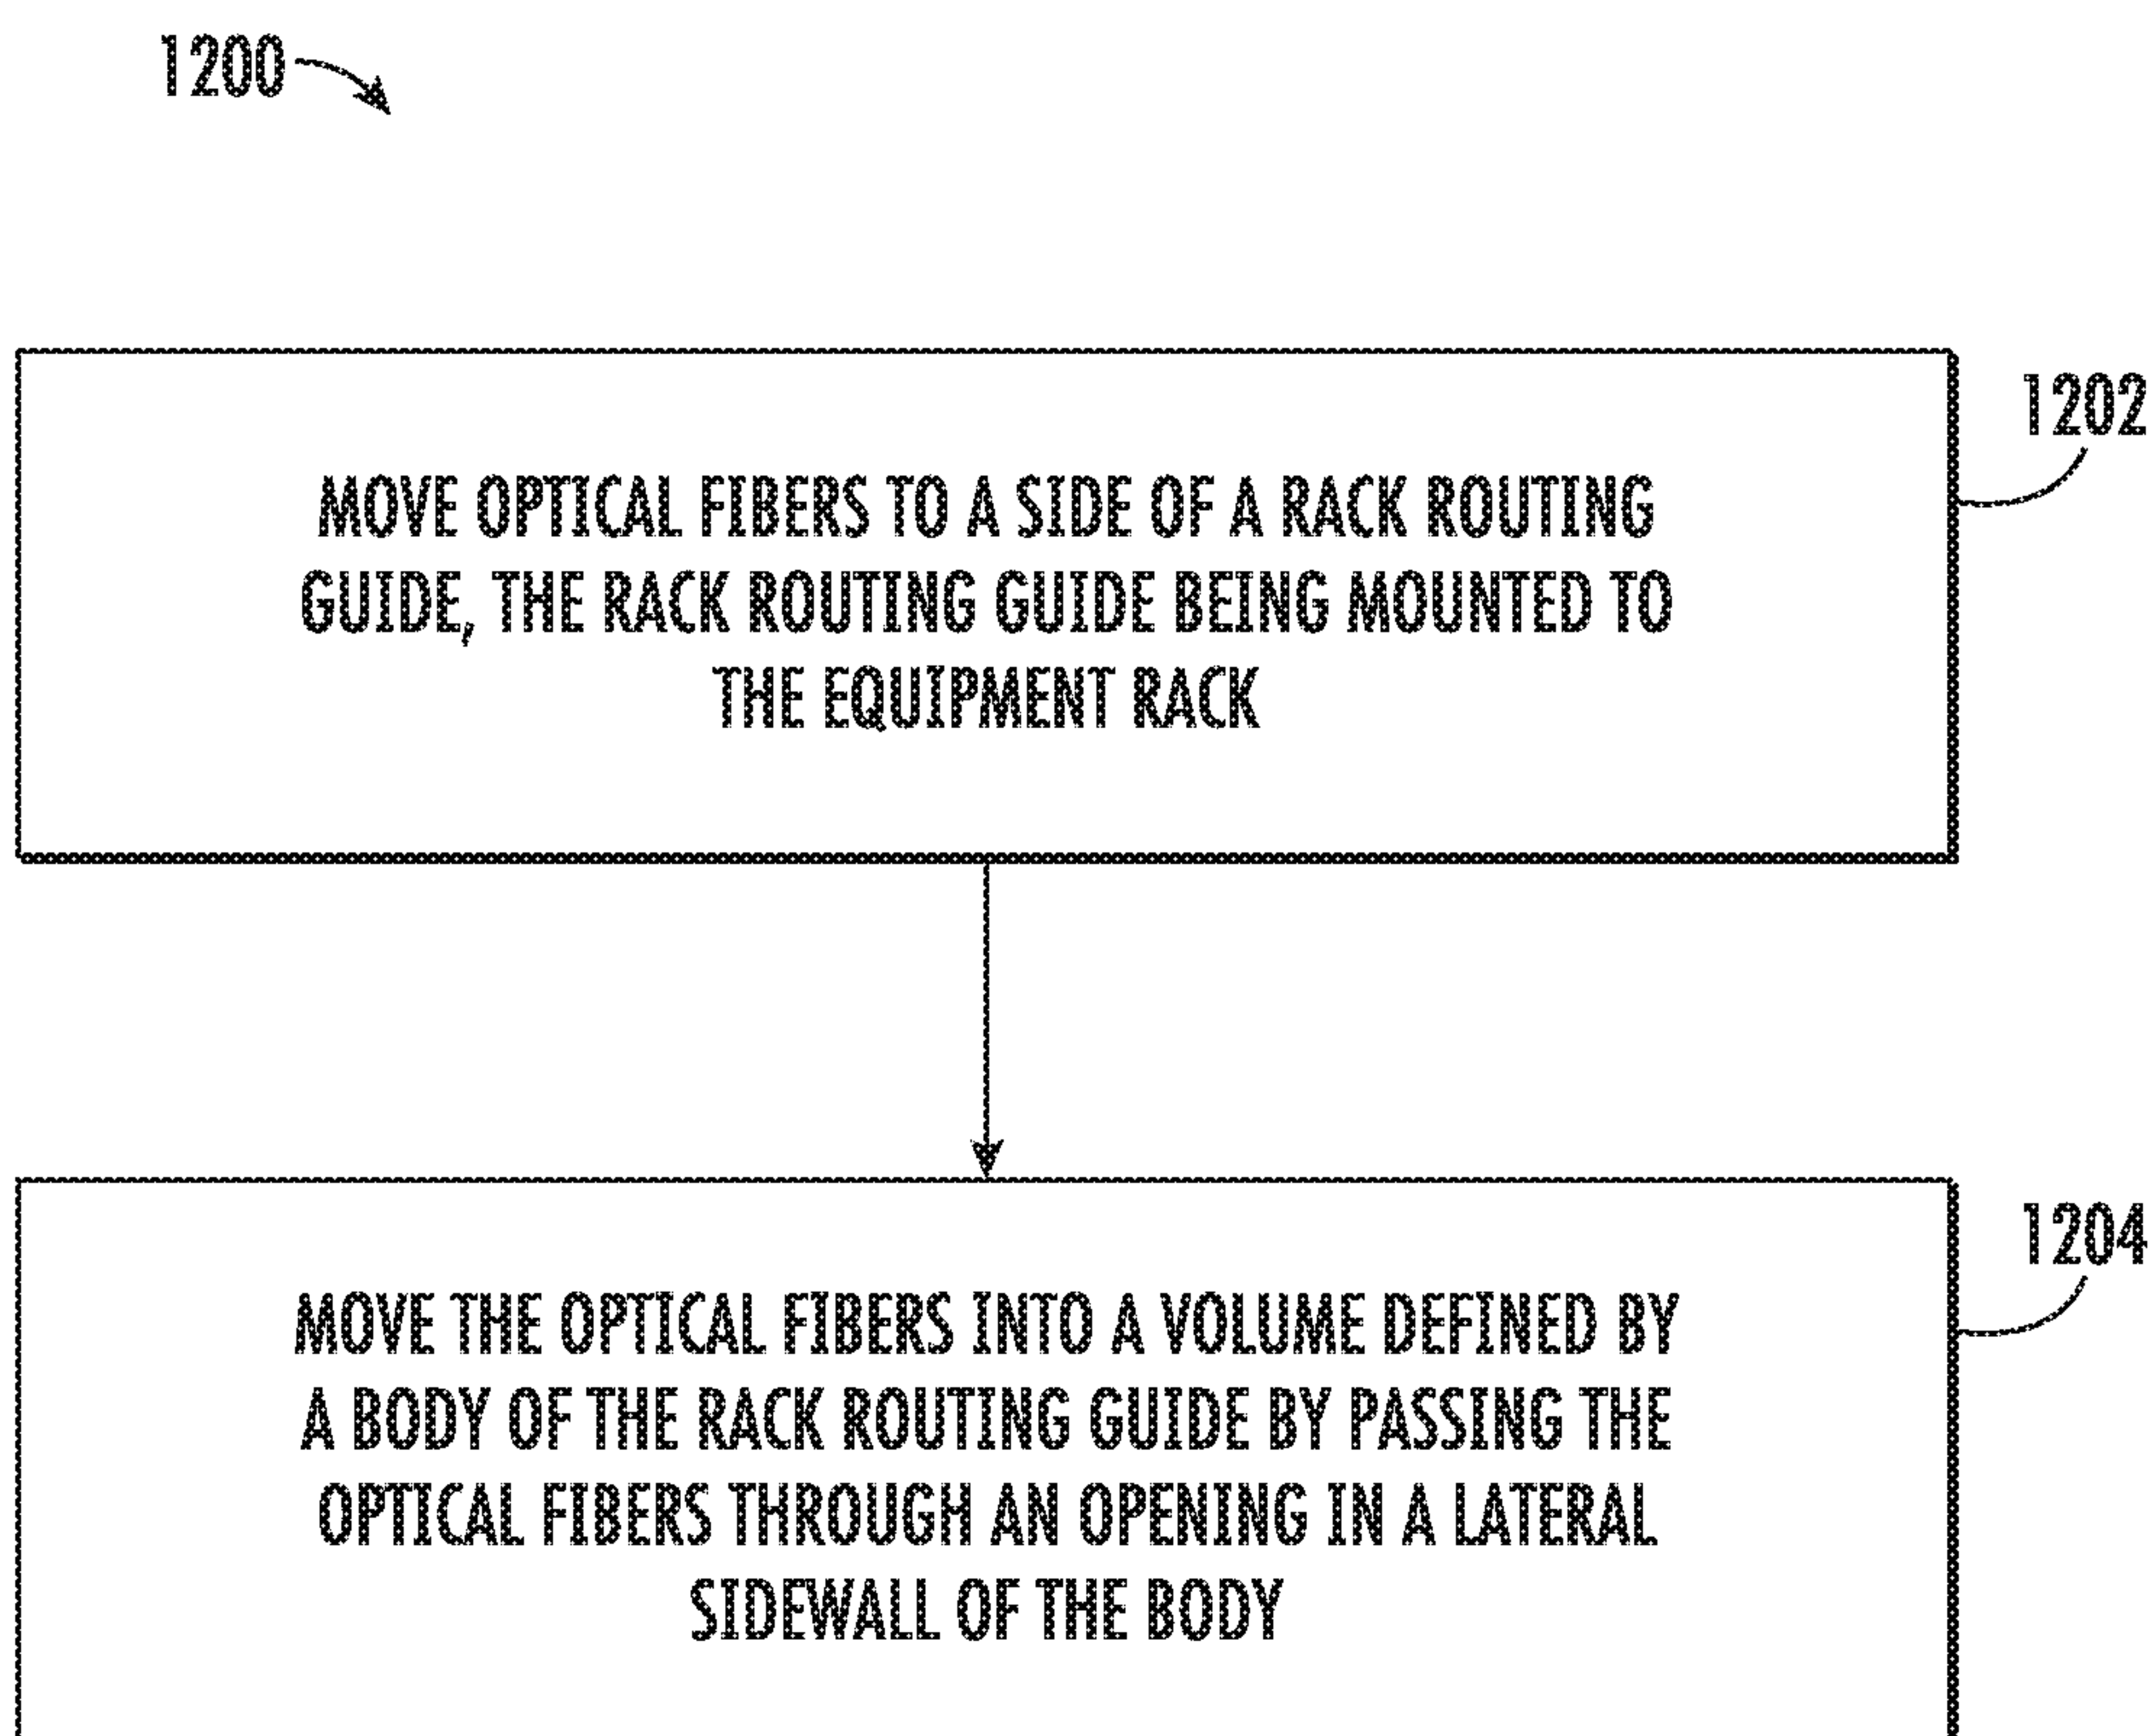 1200
1202
MOVE OPTICAL FIBERS TO A SIDE OF A RACK ROUTING
GUIDE, THE RACK ROUTING GUIDE BEING MOUNTED TO
THE EQUIPMENT RACK
1204
MOVE THE OPTICAL FIBERS INTO A VOLUME DEFINED BY
A BODY OF THE RACK ROUTING GUIDE BY PASSING THE
OPTICAL FIBERS THROUGH AN OPENING IN A LATERAL
SIDEWALL OF THE BODY